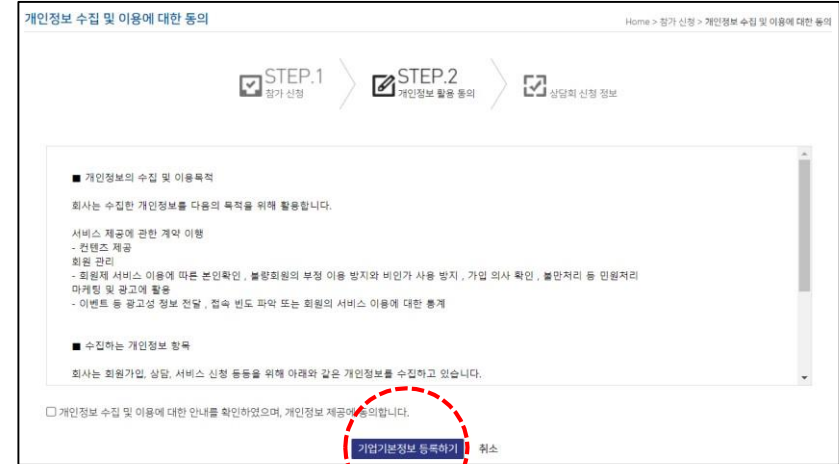 개인정보 수집 및 이용에 대한 동의
Home > 참가 신청 > 개인정보 수집 및 이용에 대한 동의
STEP.1
참가 신청
STEP.2
개인정보 활용 동의
상담회 신청 정보
■ 개인정보의 수집 및 이용목적
회사는 수집한 개인정보를 다음의 목적을 위해 활용합니다.
서비스 제공에 관한 계약 이행
- 컨텐츠 제공
회원 관리
- 회원제 서비스 이용에 따른 본인확인 , 불량회원의 부정 이용 방지와 비인가 사용 방지 , 가입 의사 확인 , 불만처리 등 민원처리
마케팅 및 광고에 활용
- 이벤트 등 광고성 정보 전달 , 접속 빈도 파악 또는 회원의 서비스 이용에 대한 통계
■ 수집하는 개인정보 항목
회사는 회원가입, 상담, 서비스 신청 등등을 위해 아래와 같은 개인정보를 수집하고 있습니다.
개인정보 수집 및 이용에 대한 안내를 확인하였으며, 개인정보 제공에 동의합니다.
기업기본정보 등록하기 취소